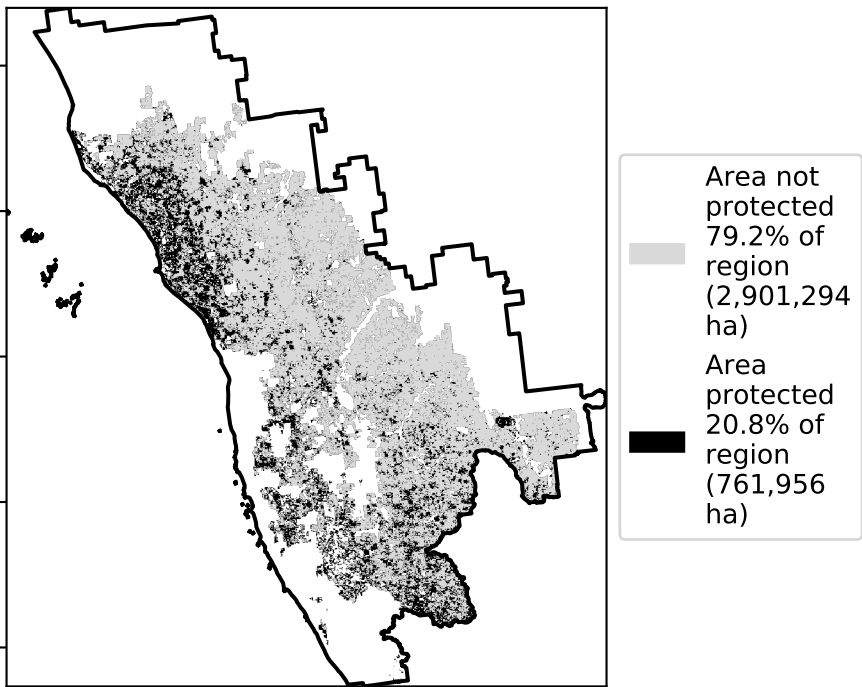 Area not
protected
79.2% of
region
(2,901,294
ha)
Area
protected
20.8% of
region
(761,956
ha)